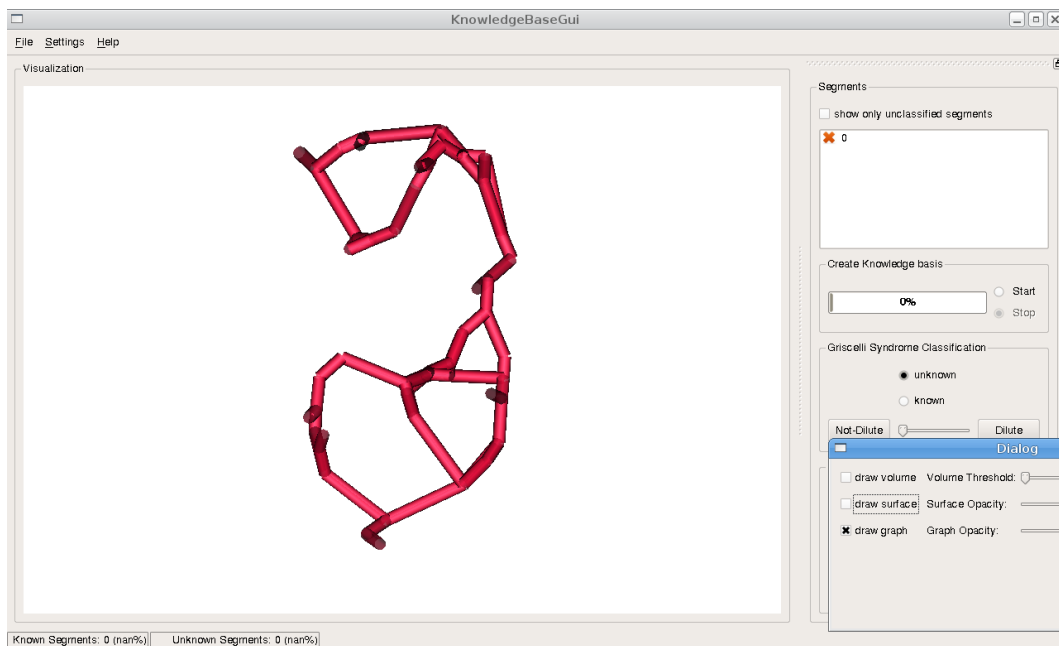 KnowledgeBaseGui
File Settings Help
Visualization
Segments
show only unclassified segments
0
Create Knowledge basis
0%
Start
Stop
Griscelli Syndrome Classification
unknown
known
Not-Dilute
Dilute
Dialog
draw volume Volume Threshold:
draw surface Surface Opacity:
draw graph Graph Opacity:
Known Segments: 0 (nan%) Unknown Segments: 0 (nan%)